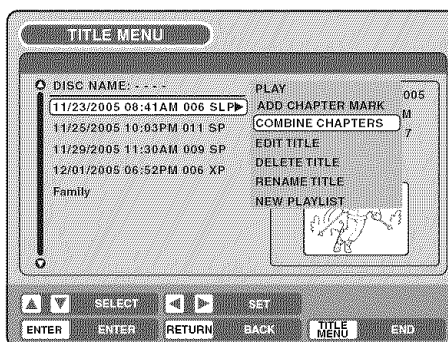 TITLE MENU
DISC NAME: - - - -
11/23/2005 08:41AM 006 SLP
11/25/2005 10:03PM 011 SP
11/29/2005 11:30AM 009 SP
12/01/2005 06:52PM 006 XP
Family
PLAY
ADD CHAPTER MARK
COMBINE CHAPTERS
EDIT TITLE
DELETE TITLE
RENAME TITLE
NEW PLAYLIST
005
M
7
SELECT
SET
ENTER ENTER
RETURN BACK
TITLE MENU END